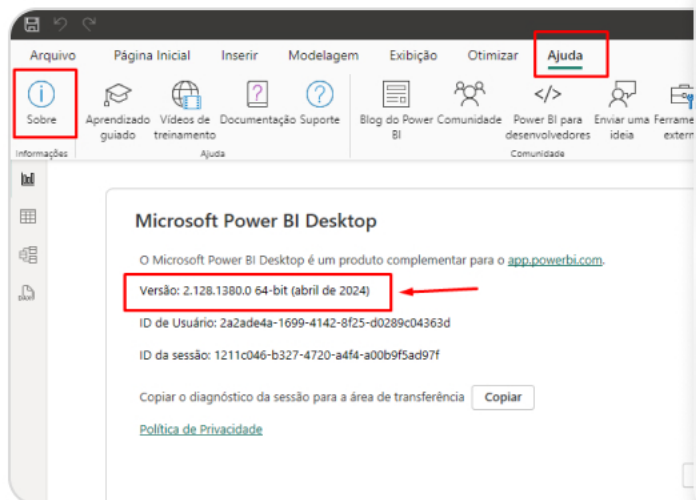 Arquivo Página Inicial Inserir Modelagem Exibição Otimizar Ajuda
Sobre Aprendizado guiado Vídeos de treinamento Documentação Suporte Blog do Power BI Comunidade Power BI para desenvolvedores Enviar uma ideia
Informações Ajuda Comunidade
Microsoft Power BI Desktop
O Microsoft Power BI Desktop é um produto complementar para o app.powerbi.com.
Versão: 2.128.1380.0 64-bit (abril de 2024)
ID de Usuário: 2a2ade4a-1699-4142-8f25-d0289c04363d
ID da sessão: 1211c046-b327-4720-a4f4-a00b9f5ad97f
Copiar o diagnóstico da sessão para a área de transferência Copiar
Política de Privacidade